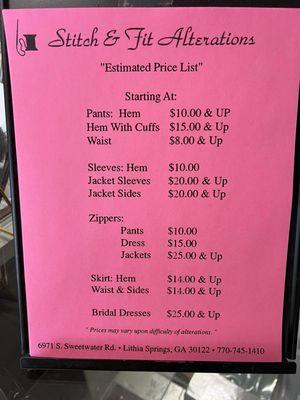 Stitch & Fit Alterations
"Estimated Price List"
Starting At:
Pants: Hem $10.00 & UP
Hem With Cuffs $15.00 & Up
Waist $8.00 & Up
Sleeves: Hem $10.00
Jacket Sleeves $20.00 & Up
Jacket Sides $20.00 & Up
Zippers:
Pants $10.00
Dress $15.00
Jackets $25.00 & Up
Skirt: Hem $14.00 & Up
Waist & Sides $14.00 & Up
Bridal Dresses $25.00 & Up
" Prices may vary upon difficulty of alterations. "
6971 S. Sweetwater Rd. • Lithia Springs, GA 30122 • 770-745-1410